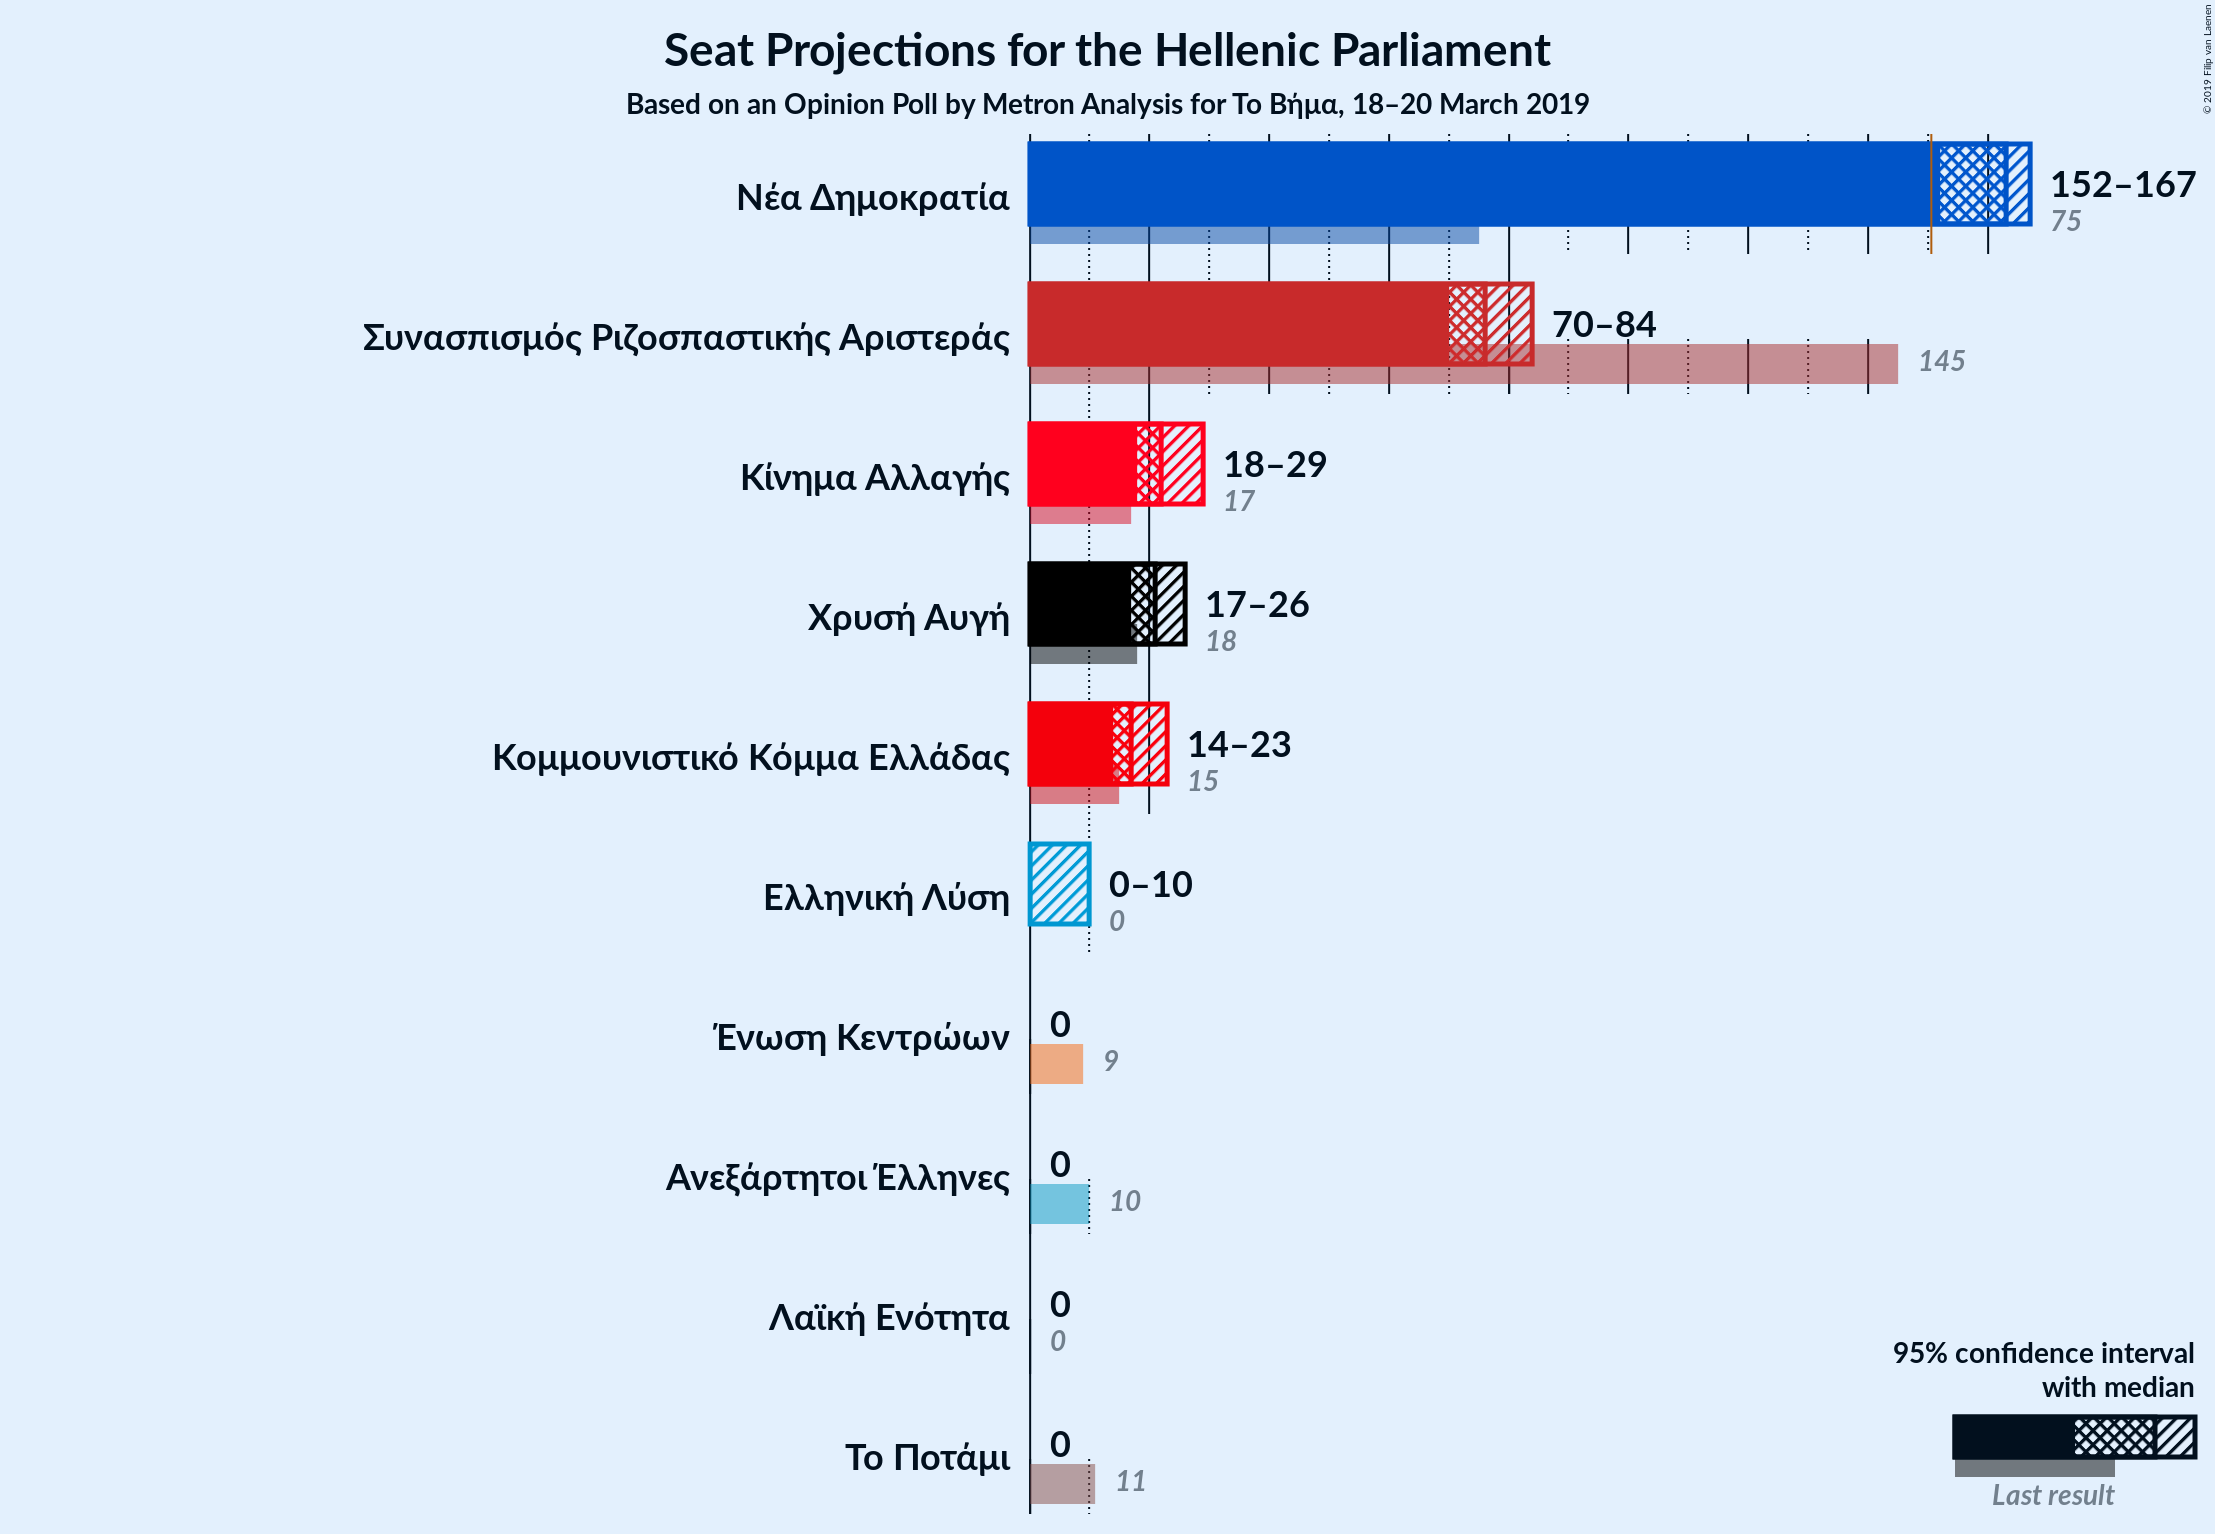 Seat Projections for the Hellenic Parliament
Based on an Opinion Poll by Metron Analysis for Το Βήμα, 18–20 March 2019
© 2019 Filip van Laenen
Νέα Δημοκρατία
152–167
75
Συνασπισμός Ριζοσπαστικής Αριστεράς
70–84
145
Κίνημα Αλλαγής
18–29
17
Χρυσή Αυγή
17–26
18
Κομμουνιστικό Κόμμα Ελλάδας
14–23
15
Ελληνική Λύση
0–10
0
Ένωση Κεντρώων
0
9
Ανεξάρτητοι Έλληνες
0
10
Λαϊκή Ενότητα
0
0
Το Ποτάμι
0
11
95% confidence interval
with median
Last result